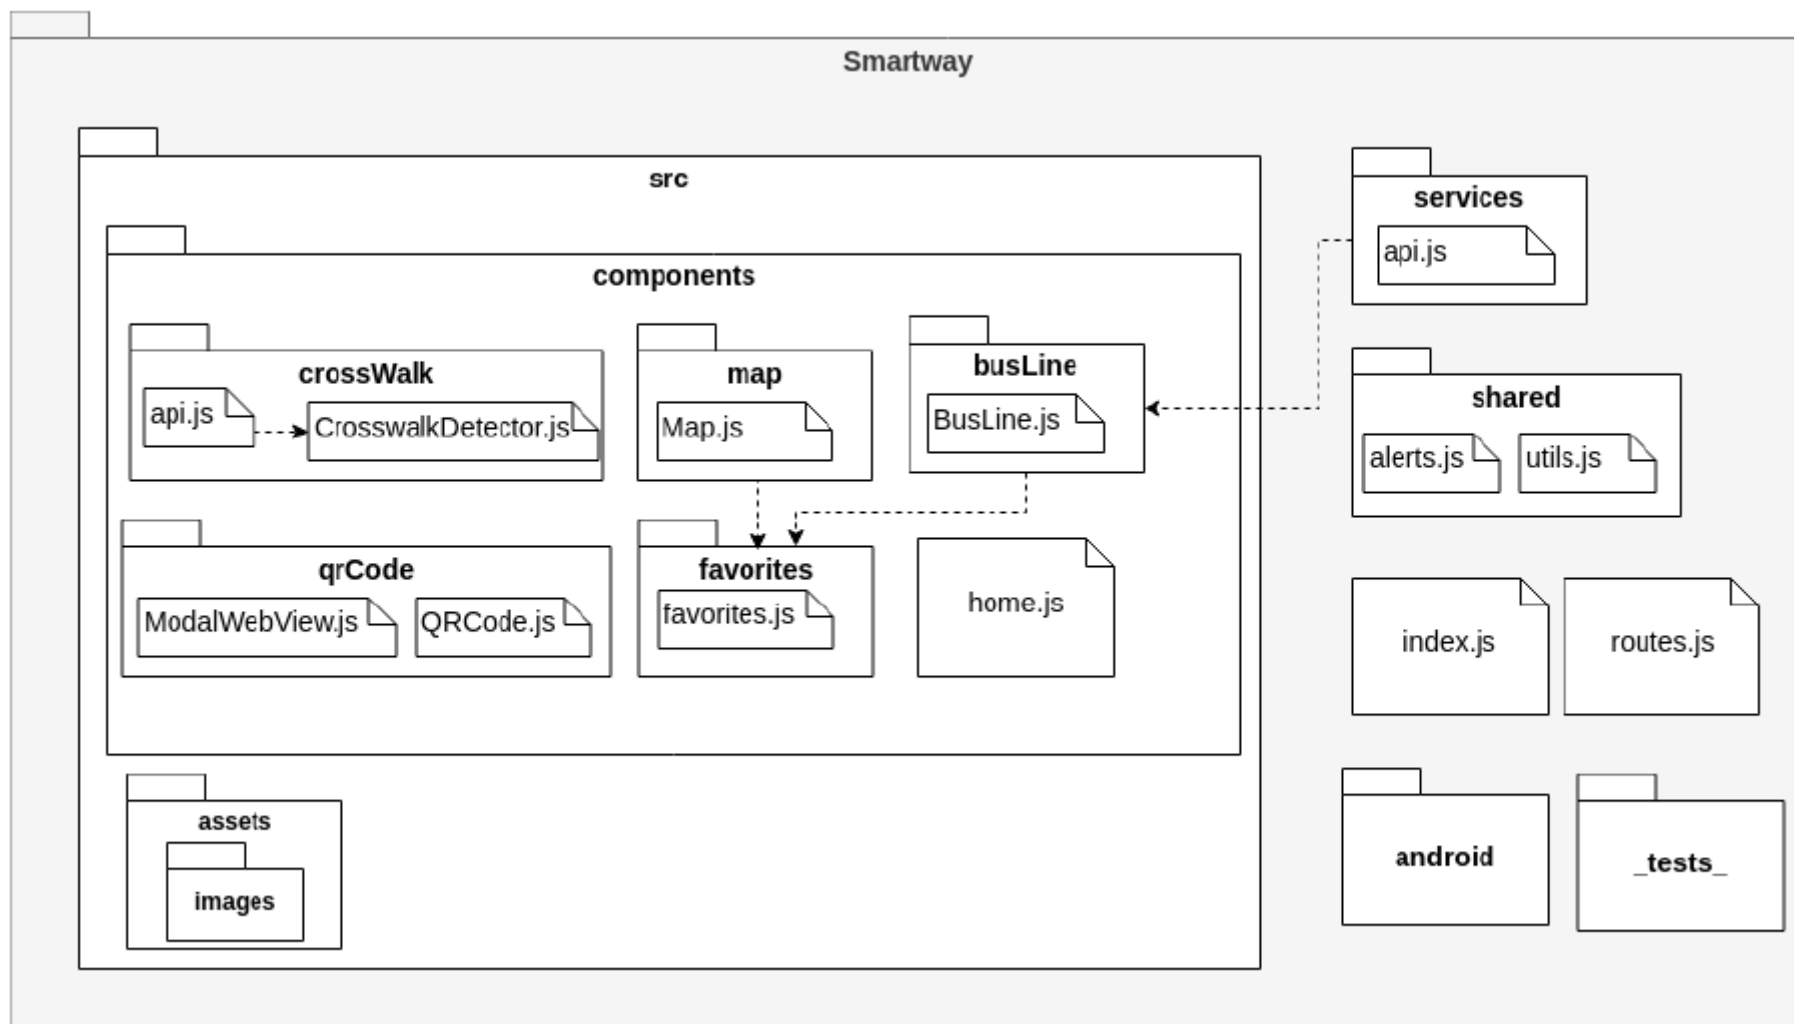 Smartway
src
components
crossWalk
api.js
CrosswalkDetector.js
map
Map.js
busLine
BusLine.js
qrCode
ModalWebView.js
QRCode.js
favorites
favorites.js
home.js
assets
images
services
api.js
shared
alerts.js
utils.js
index.js
routes.js
android
_tests_